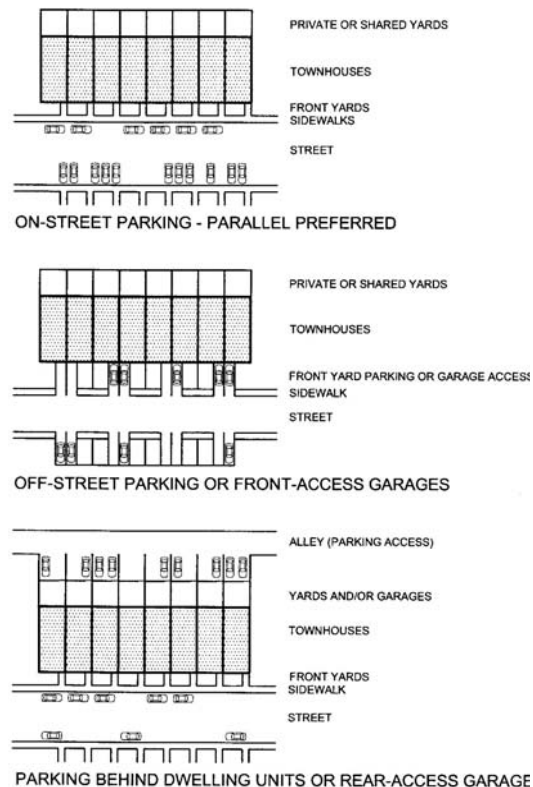 PRIVATE OR SHARED YARDS
TOWNHOUSES
FRONT YARDS
SIDEWALKS
STREET
ON-STREET PARKING - PARALLEL PREFERRED
PRIVATE OR SHARED YARDS
TOWNHOUSES
FRONT YARD PARKING OR GARAGE ACCESS
SIDEWALK
STREET
OFF-STREET PARKING OR FRONT-ACCESS GARAGES
ALLEY (PARKING ACCESS)
YARDS AND/OR GARAGES
TOWNHOUSES
FRONT YARDS
SIDEWALK
STREET
PARKING BEHIND DWELLING UNITS OR REAR-ACCESS GARAGE